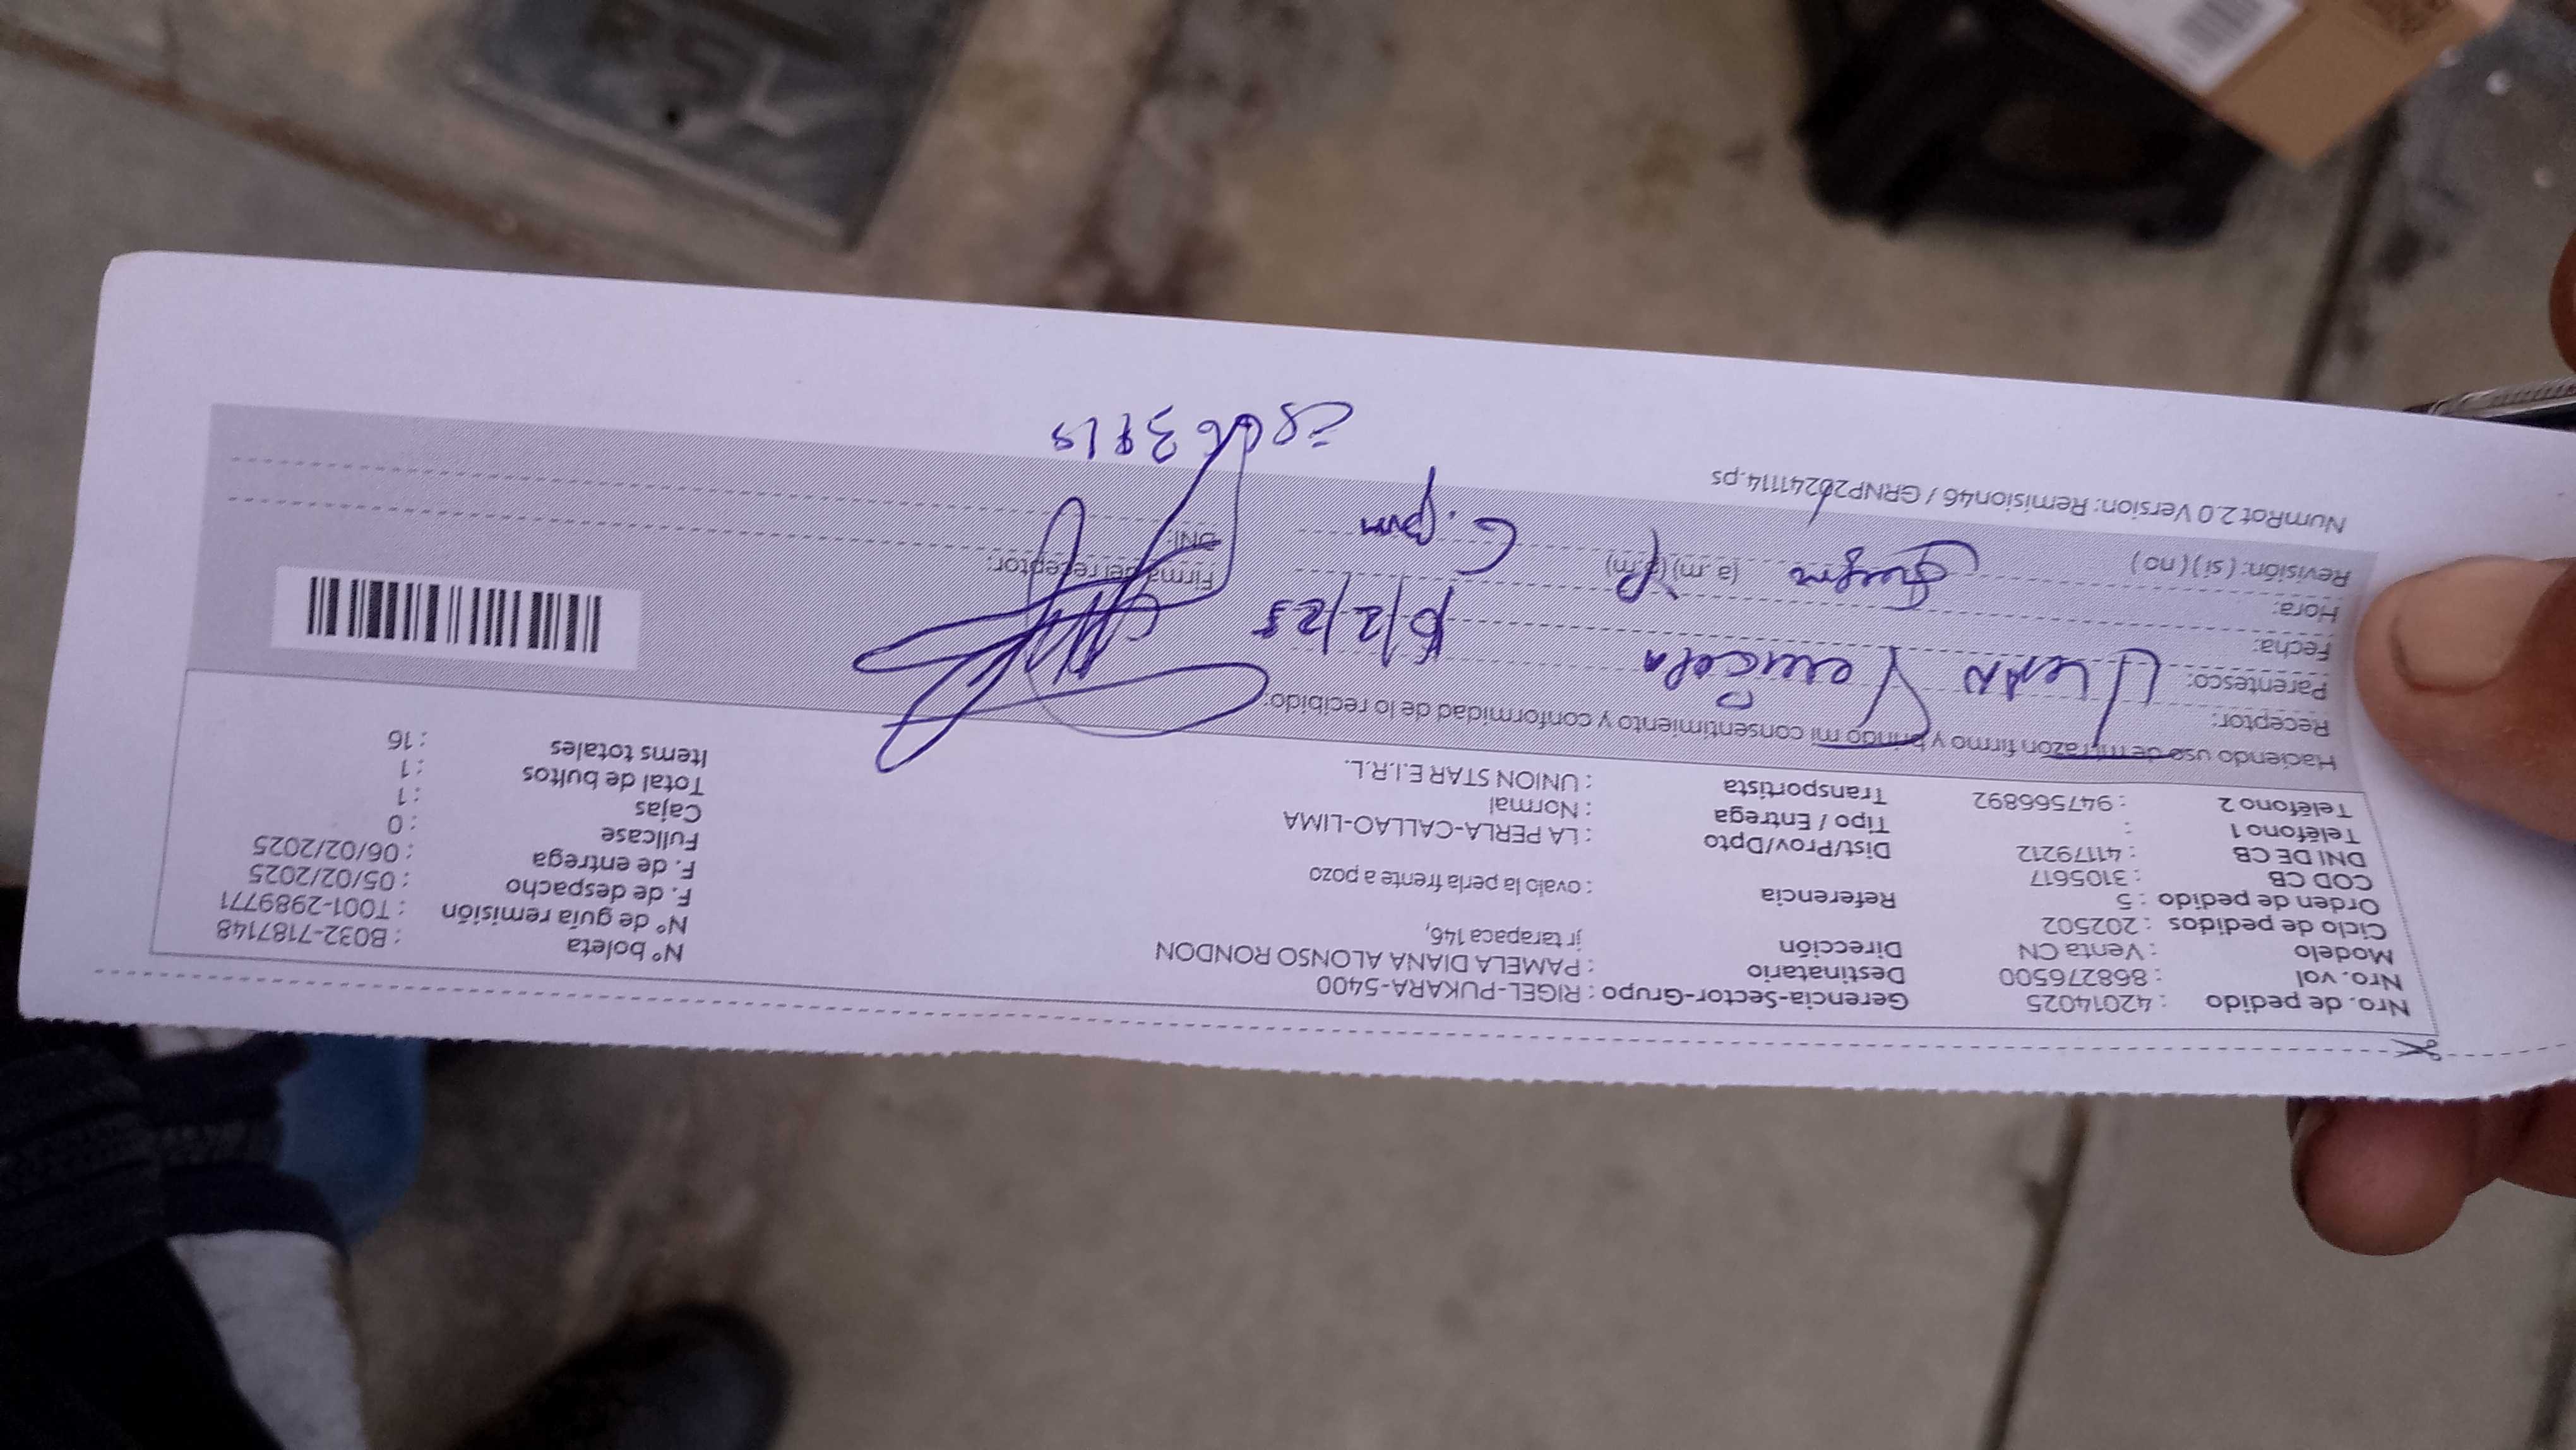 Nro. de pedido : 42014025 Gerencia-Sector-Grupo : RIGEL-PUKARA-5400 N° boleta : B032-7187148
Nro. vol : 868276500 Destinatario : PAMELA DIANA ALONSO RONDON N° de guía remisión : T001-2989771
Modelo : Venta CN Dirección jr tarapaca 146, F. de despacho : 05/02/2025
Ciclo de pedidos : 202502 F. de entrega : 06/02/2025
Orden de pedido : 5 Referencia : ovalo la perla frente a pozo Fullcase : 0
COD CB : 3105617 Cajas : 1
DNI DE CB : 41179212 Dist/Prov/Dpto : LA PERLA-CALLAO-LIMA Total de bultos : 1
Teléfono 1 : Tipo / Entrega : Normal Items totales : 16
Teléfono 2 : 947566892 Transportista : UNION STAR E.I.R.L.
Haciendo uso de mi razón firmo y brindo mi consentimiento y conformidad de lo recibido:
Receptor:
Parentesco:
Fecha: 6/2/25
Hora: (a.m) (p.m) Firma del receptor:
Revisión: (si) (no) DNI:
NumRot 2.0 Version: Remision46 / GRNP20241114.ps